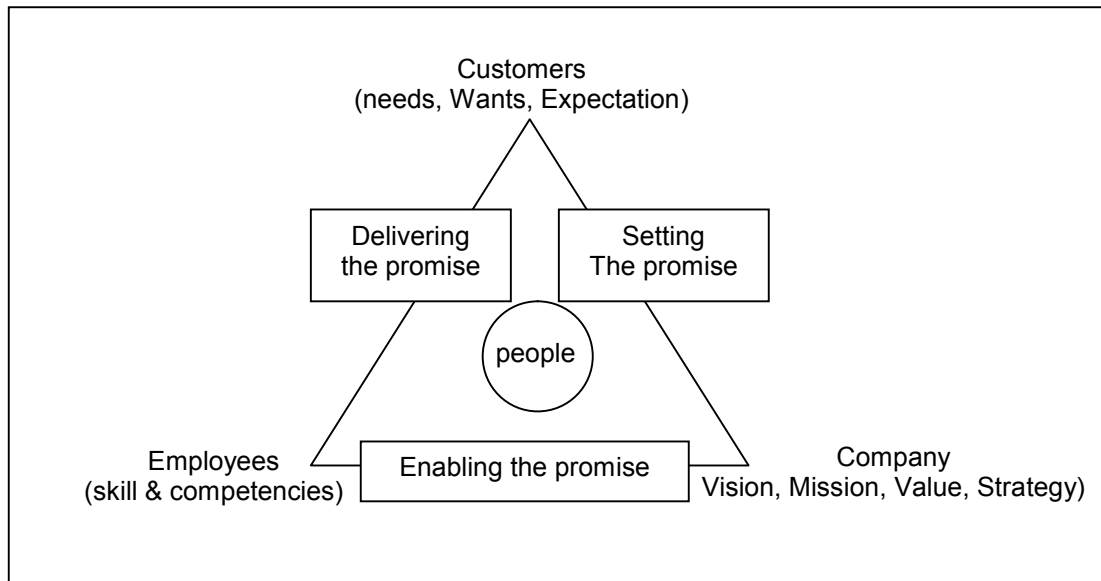 Customers
(needs, Wants, Expectation)
Delivering
the promise
Setting
The promise
people
Employees
(skill & competencies)
Enabling the promise
Company
Vision, Mission, Value, Strategy)